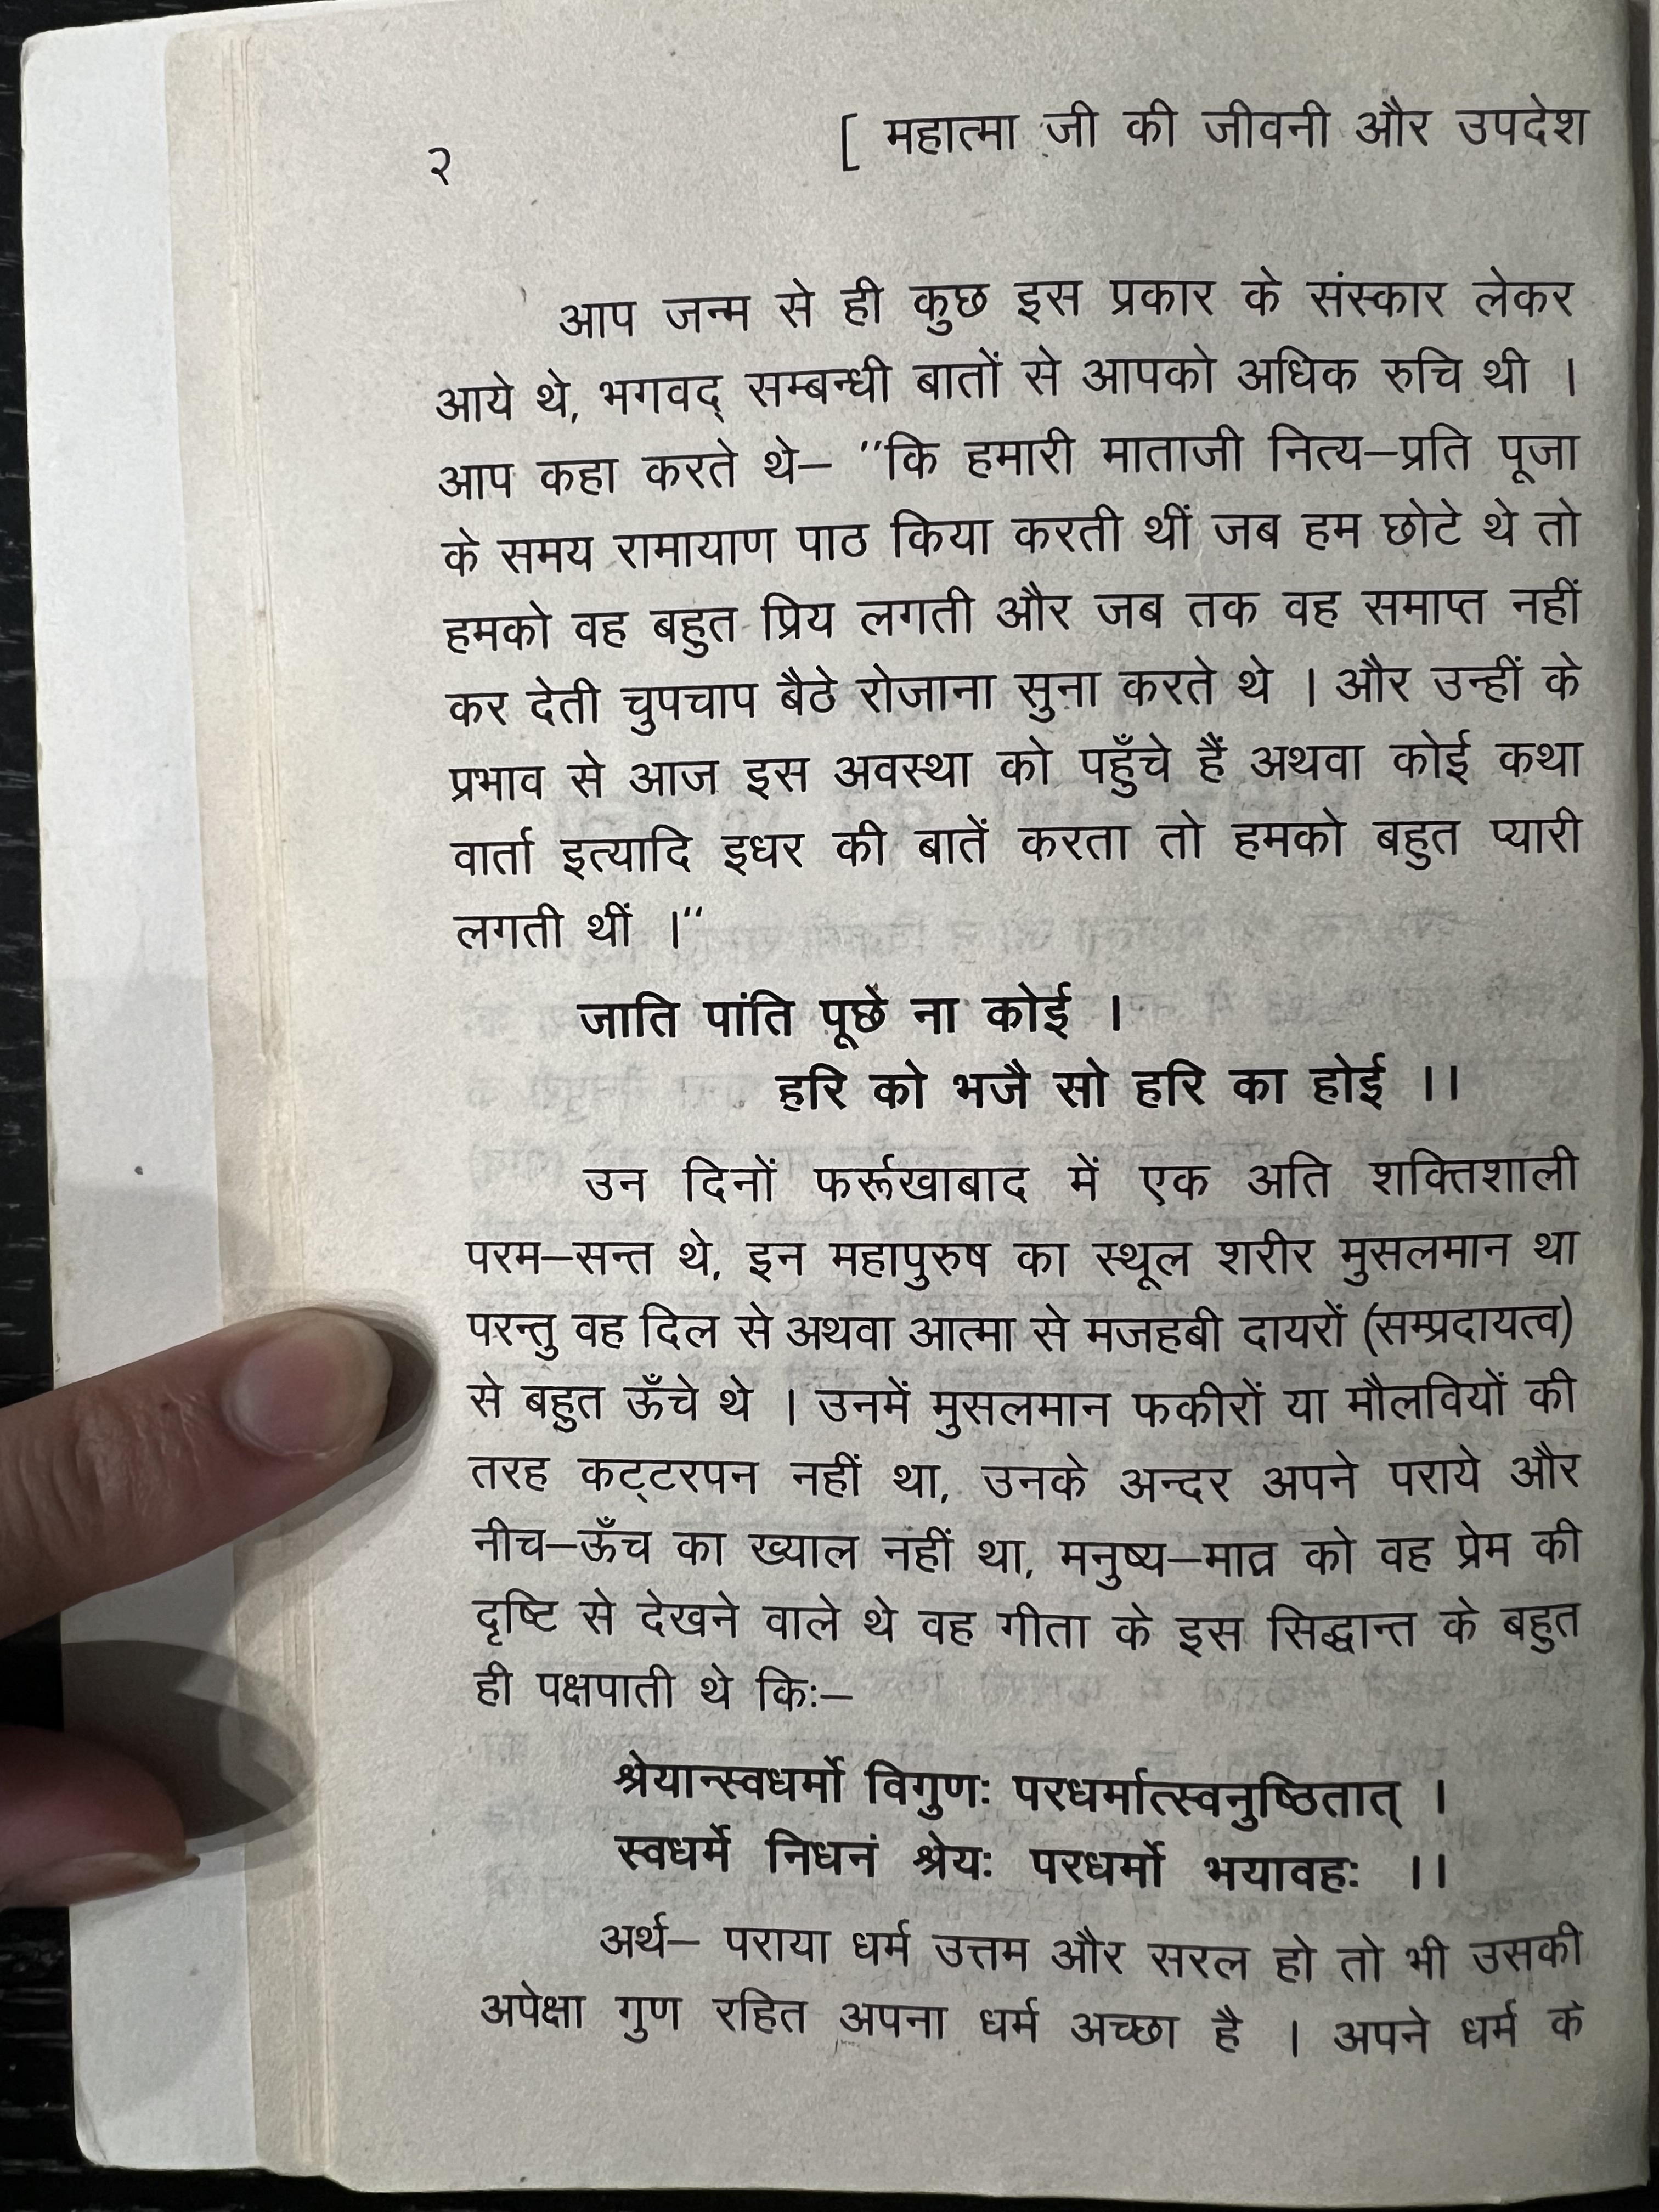 २ [ महात्मा जी की जीवनी और उपदेश
आप जन्म से ही कुछ इस प्रकार के संस्कार लेकर
आये थे, भगवद् सम्बन्धी बातों से आपको अधिक रुचि थी ।
आप कहा करते थे– "कि हमारी माताजी नित्य–प्रति पूजा
के समय रामायाण पाठ किया करती थीं जब हम छोटे थे तो
हमको वह बहुत प्रिय लगती और जब तक वह समाप्त नहीं
कर देती चुपचाप बैठे रोजाना सुना करते थे । और उन्हीं के
प्रभाव से आज इस अवस्था को पहुँचे हैं अथवा कोई कथा
वार्ता इत्यादि इधर की बातें करता तो हमको बहुत प्यारी
लगती थीं ।"
जाति पांति पूछे ना कोई ।
हरि को भजै सो हरि का होई ।।
उन दिनों फर्रूखाबाद में एक अति शक्तिशाली
परम–सन्त थे, इन महापुरुष का स्थूल शरीर मुसलमान था
परन्तु वह दिल से अथवा आत्मा से मजहबी दायरों (सम्प्रदायत्व)
से बहुत ऊँचे थे । उनमें मुसलमान फकीरों या मौलवियों की
तरह कट्टरपन नहीं था, उनके अन्दर अपने पराये और
नीच–ऊँच का ख्याल नहीं था, मनुष्य–मात्र को वह प्रेम की
दृष्टि से देखने वाले थे वह गीता के इस सिद्धान्त के बहुत
ही पक्षपाती थे किः–
श्रेयान्स्वधर्मो विगुणः परधर्मात्स्वनुष्ठितात् ।
स्वधर्मे निधनं श्रेयः परधर्मो भयावहः ।।
अर्थ– पराया धर्म उत्तम और सरल हो तो भी उसकी
अपेक्षा गुण रहित अपना धर्म अच्छा है । अपने धर्म के